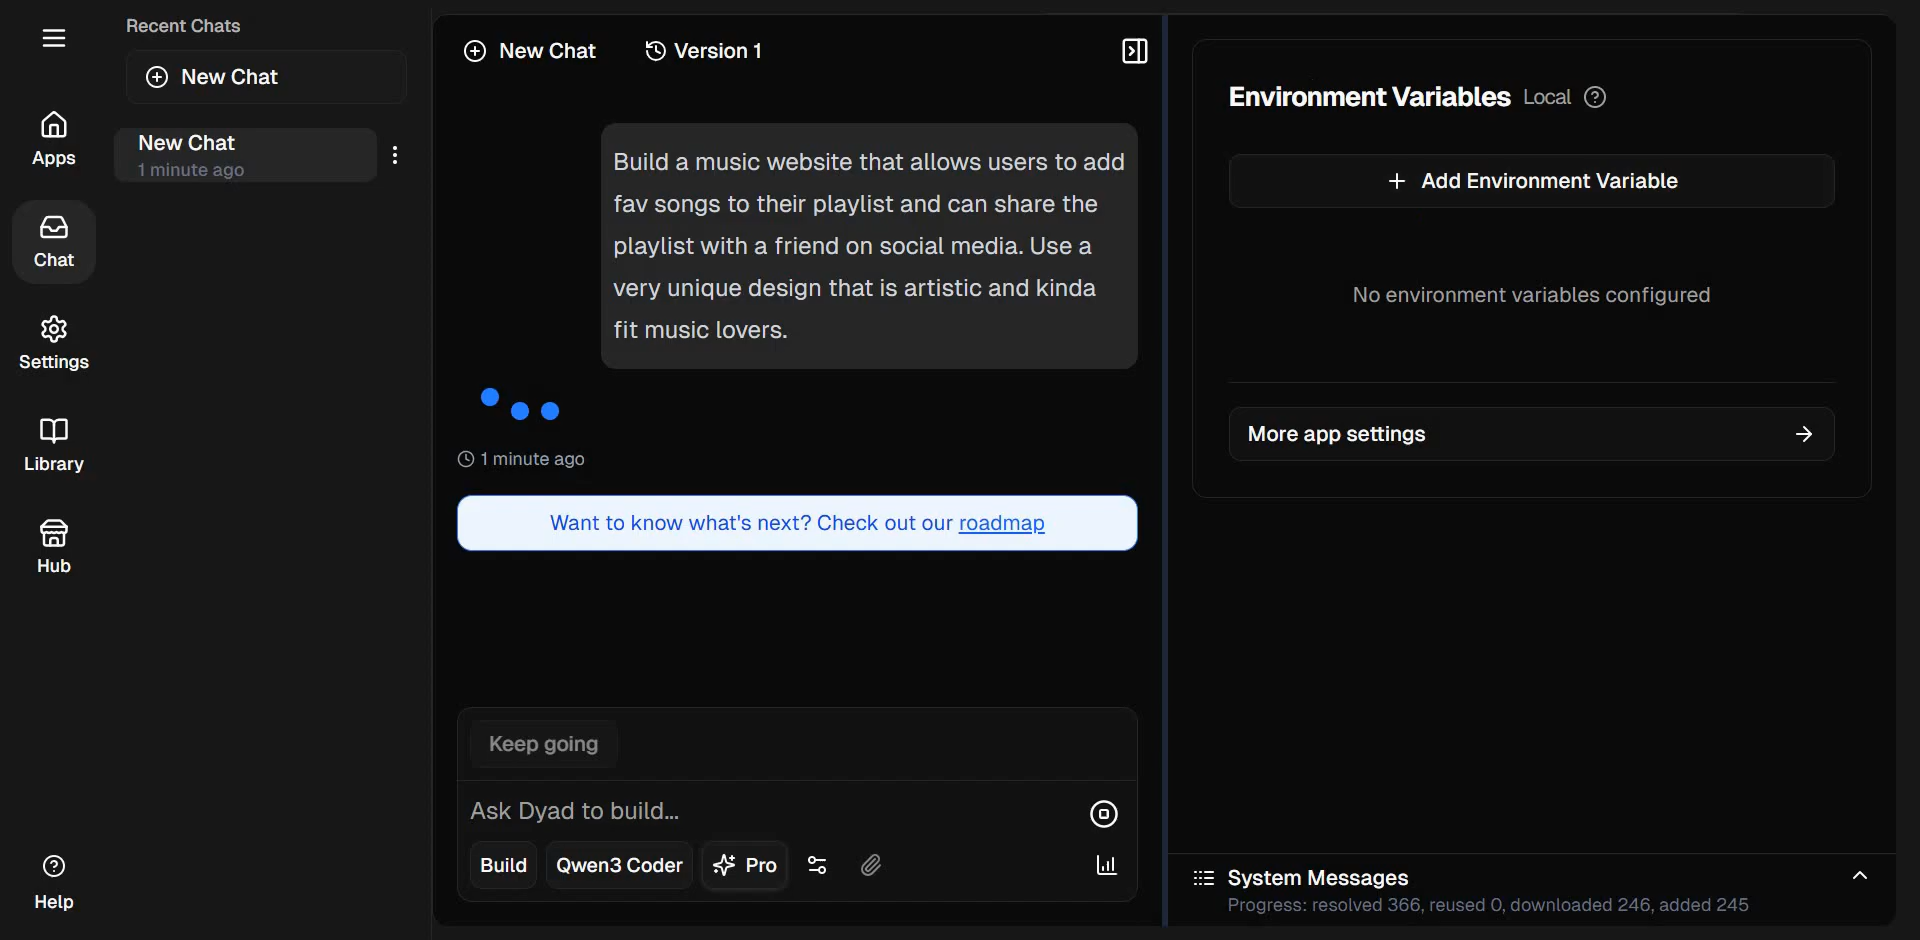 Recent Chats
New Chat
New Chat
1 minute ago
Apps
Chat
Settings
Library
Hub
Help
New Chat
Version 1
Build a music website that allows users to add
fav songs to their playlist and can share the
playlist with a friend on social media. Use a
very unique design that is artistic and kinda
fit music lovers.
1 minute ago
Want to know what's next? Check out our roadmap
Keep going
Ask Dyad to build...
Build
Qwen3 Coder
Pro
Environment Variables Local
+ Add Environment Variable
No environment variables configured
More app settings
System Messages
Progress: resolved 366, reused 0, downloaded 246, added 245